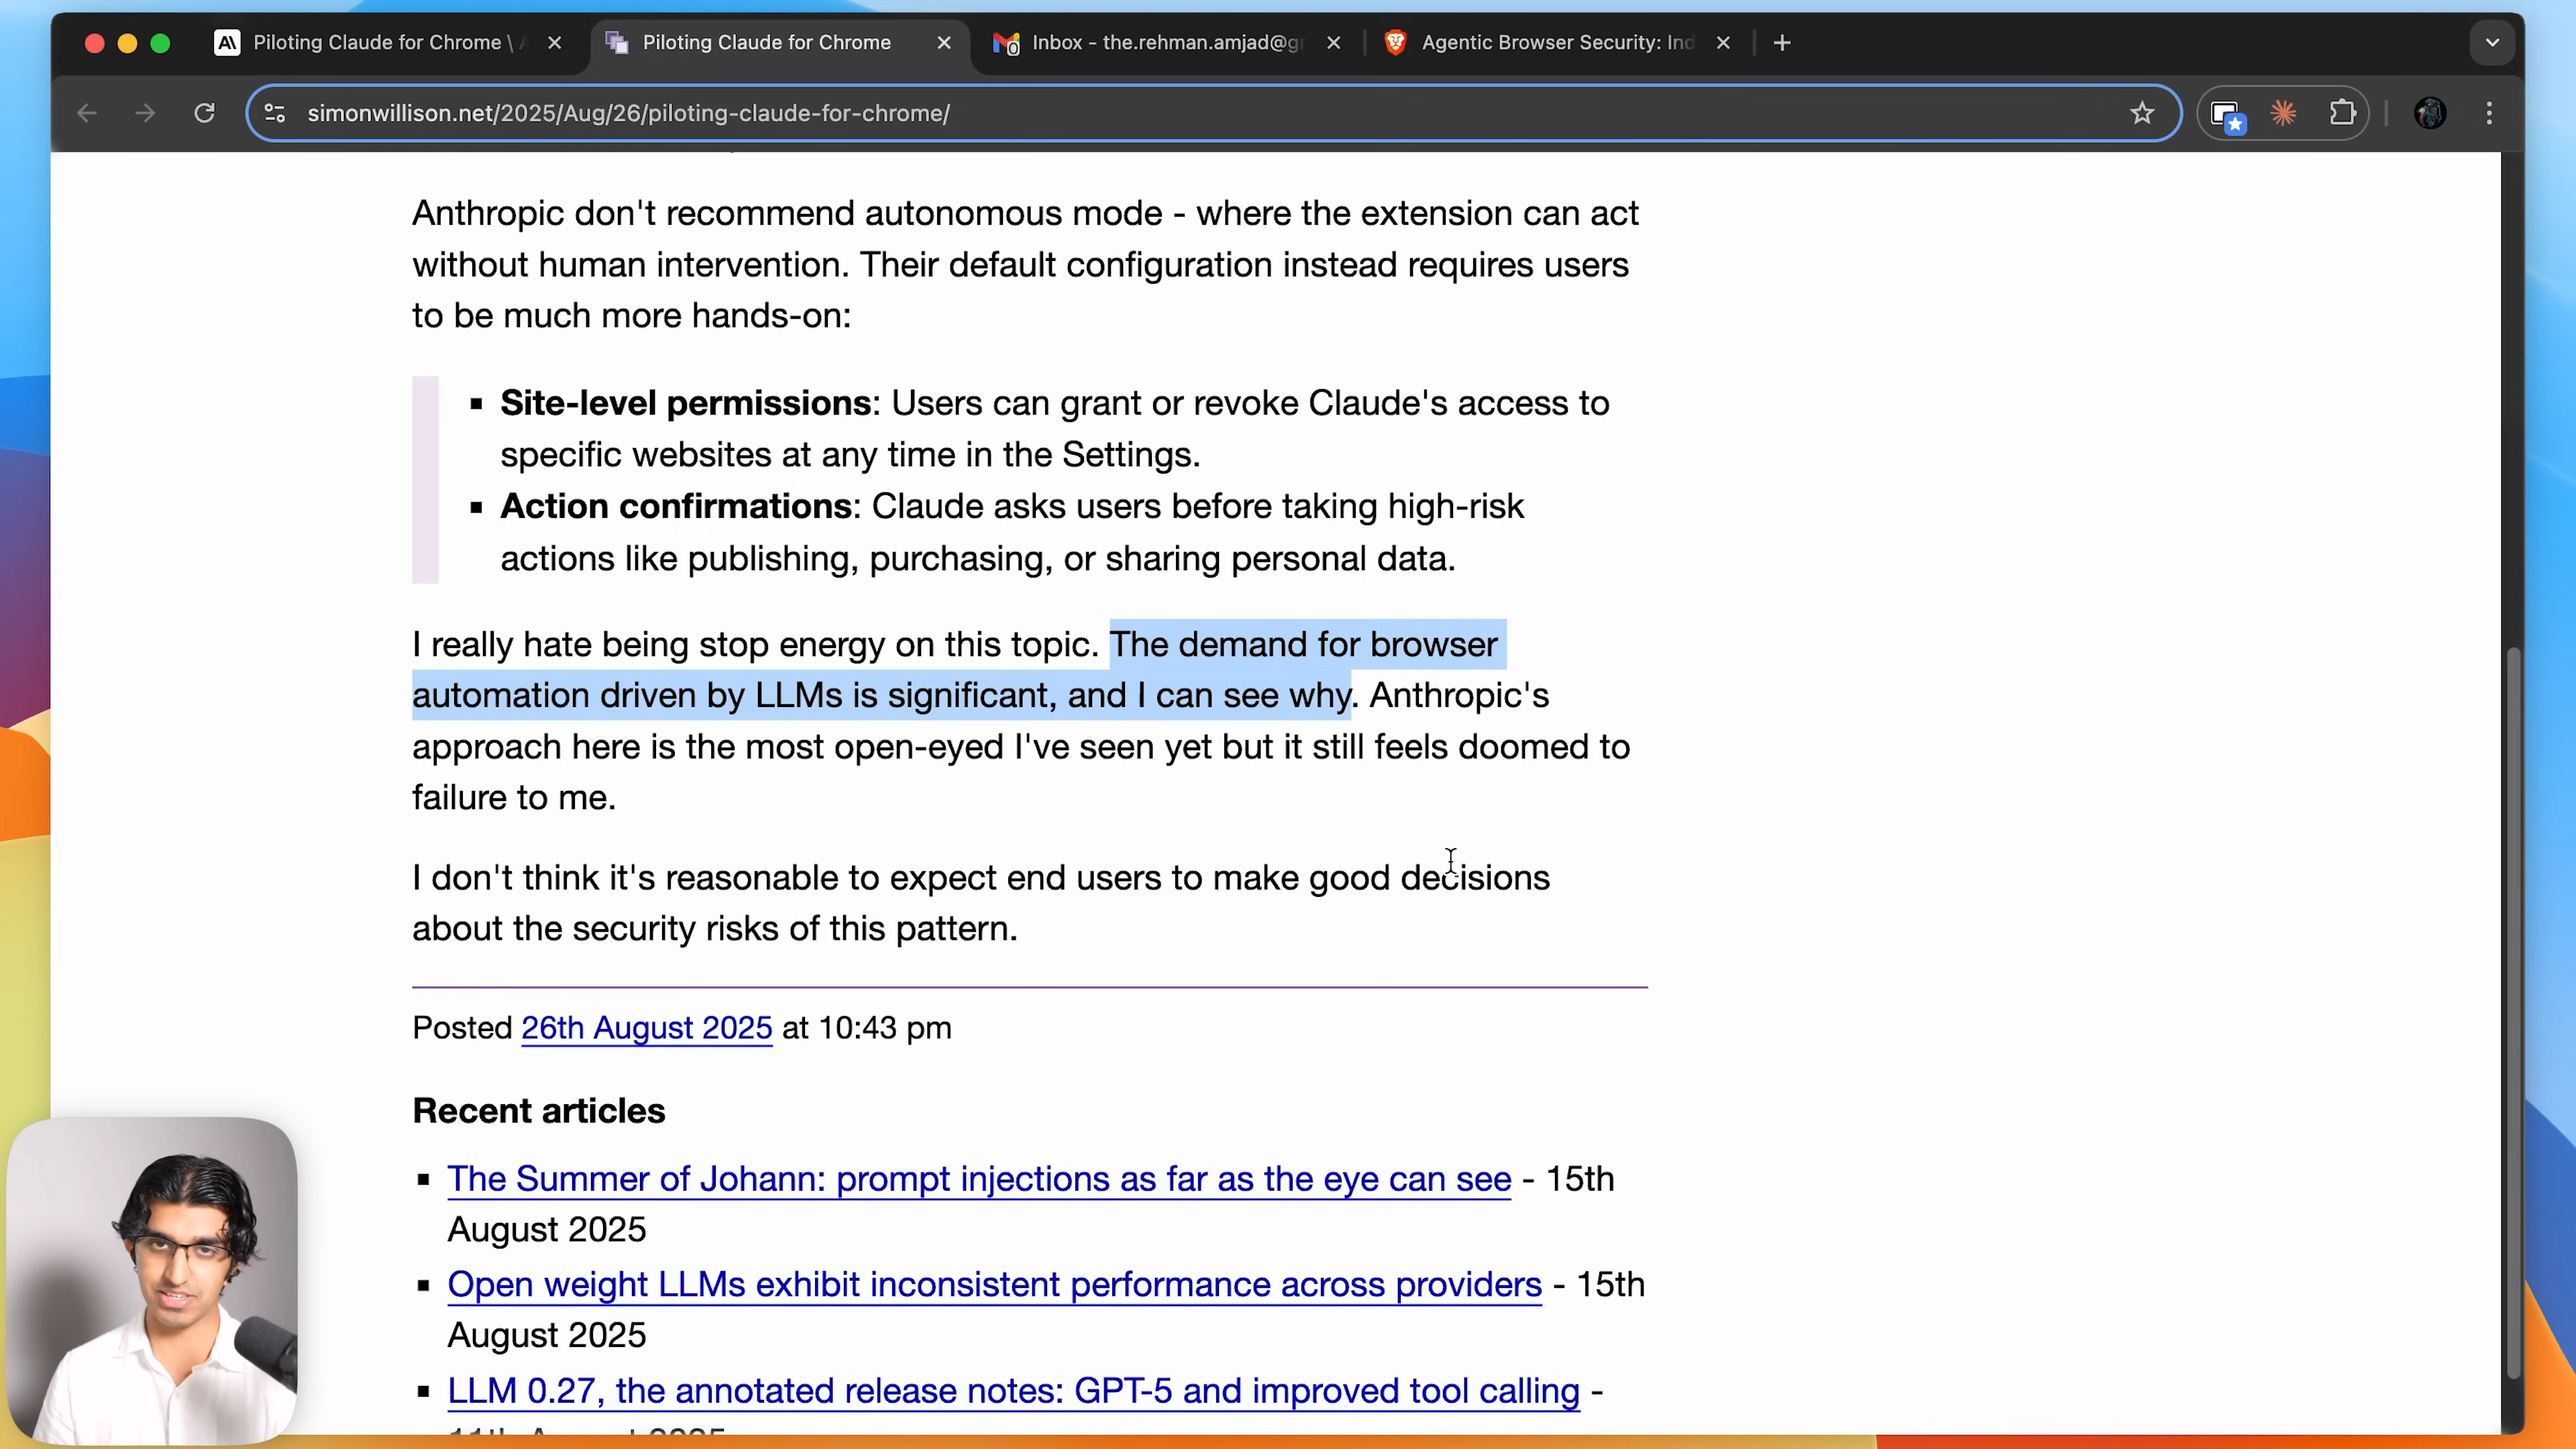 Piloting Claude for Chrome \
Piloting Claude for Chrome
Inbox - the.rehman.amjad@g
Agentic Browser Security: Ind
simonwillison.net/2025/Aug/26/piloting-claude-for-chrome/
Anthropic don't recommend autonomous mode - where the extension can act
without human intervention. Their default configuration instead requires users
to be much more hands-on:
▪ Site-level permissions: Users can grant or revoke Claude's access to
specific websites at any time in the Settings.
▪ Action confirmations: Claude asks users before taking high-risk
actions like publishing, purchasing, or sharing personal data.
I really hate being stop energy on this topic. The demand for browser
automation driven by LLMs is significant, and I can see why. Anthropic's
approach here is the most open-eyed I've seen yet but it still feels doomed to
failure to me.
I don't think it's reasonable to expect end users to make good decisions
about the security risks of this pattern.
Posted 26th August 2025 at 10:43 pm
Recent articles
▪ The Summer of Johann: prompt injections as far as the eye can see - 15th
August 2025
▪ Open weight LLMs exhibit inconsistent performance across providers - 15th
August 2025
▪ LLM 0.27, the annotated release notes: GPT-5 and improved tool calling -
11th August 2025